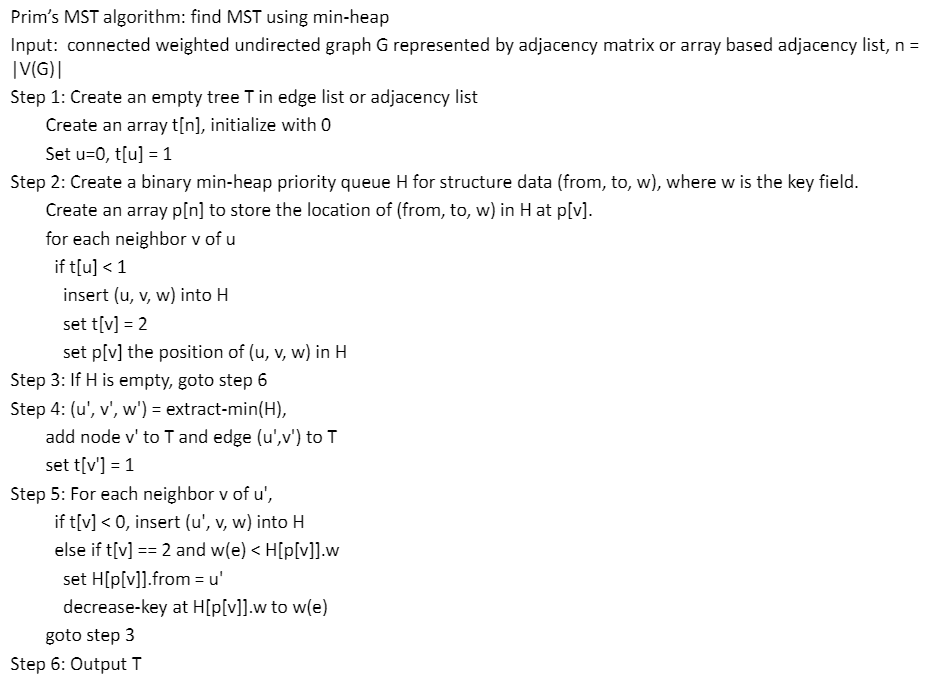 Prim’s MST algorithm: find MST using min-heap
Input:  connected weighted undirected graph G represented by adjacency matrix or array based adjacency list, n =
|V(G)|
Step 1: Create an empty tree T in edge list or adjacency list
Create an array t[n], initialize with 0
Set u=0, t[u] = 1
Step 2: Create a binary min-heap priority queue H for structure data (from, to, w), where w is the key field.
Create an array p[n] to store the location of (from, to, w) in H at p[v].
for each neighbor v of u
if t[u] < 1
insert (u, v, w) into H
set t[v] = 2
set p[v] the position of (u, v, w) in H
Step 3: If H is empty, goto step 6
Step 4: (u', v', w') = extract-min(H),
add node v' to T and edge (u',v') to T
set t[v'] = 1
Step 5: For each neighbor v of u',
if t[v] < 0, insert (u', v, w) into H
else if t[v] == 2 and w(e) < H[p[v]].w
set H[p[v]].from = u'
decrease-key at H[p[v]].w to w(e)
goto step 3
Step 6: Output T